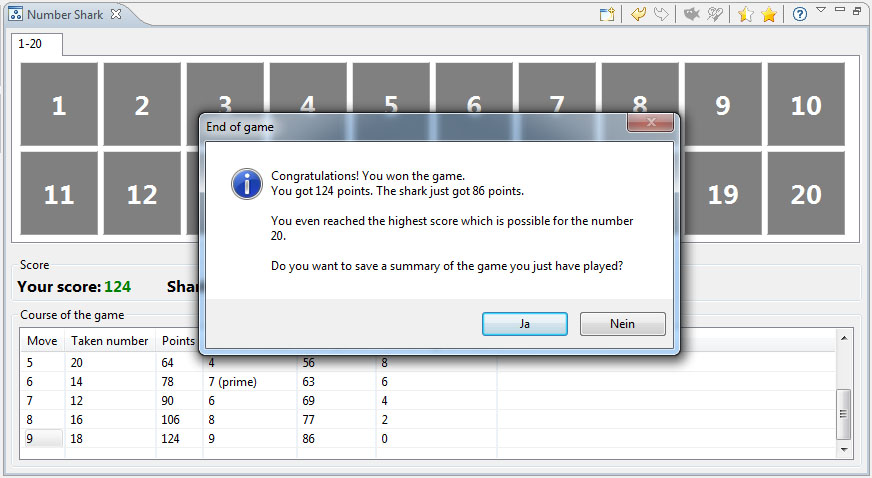 Number Shark
1-20
1 2 3 4 5 6 7 8 9 10
End of game
11 12 19 20
Congratulations! You won the game.
You got 124 points. The shark just got 86 points.
You even reached the highest score which is possible for the number
20.
Do you want to save a summary of the game you just have played?
Score
Your score: 124
Ja Nein
Course of the game
Move Taken number Points
5 20 64 4 56 8
6 14 78 7 (prime) 63 6
7 12 90 6 69 4
8 16 106 8 77 2
9 18 124 9 86 0